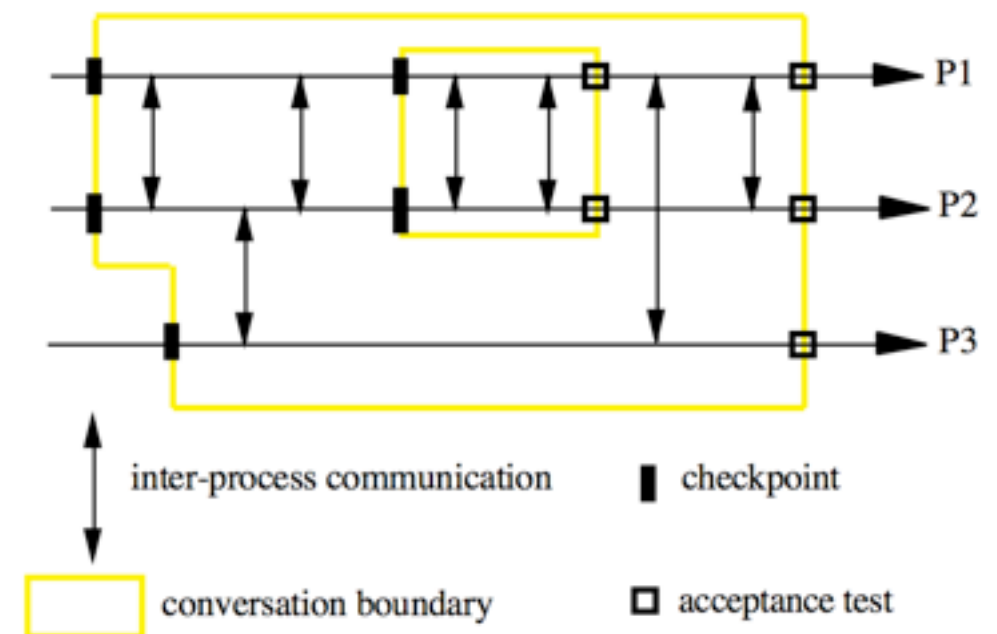 P1
P2
P3
inter-process communication
checkpoint
conversation boundary
acceptance test